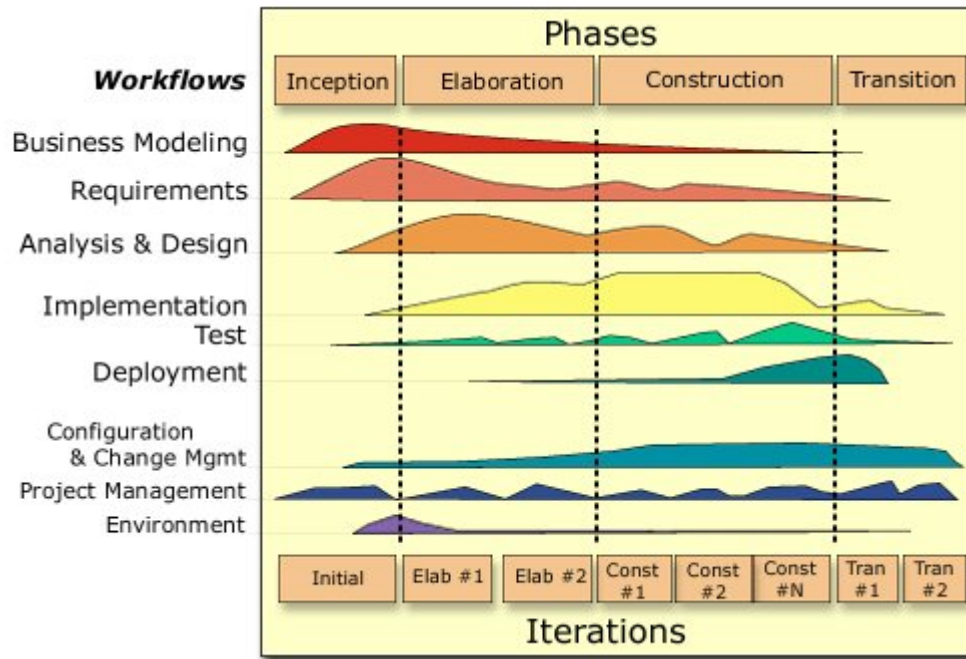 Phases
Workflows
Inception
Elaboration
Construction
Transition
Business Modeling
Requirements
Analysis & Design
Implementation
Test
Deployment
Configuration
& Change Mgmt
Project Management
Environment
Initial
Elab #1
Elab #2
Const
#1
Const
#2
Const
#N
Tran
#1
Tran
#2
Iterations